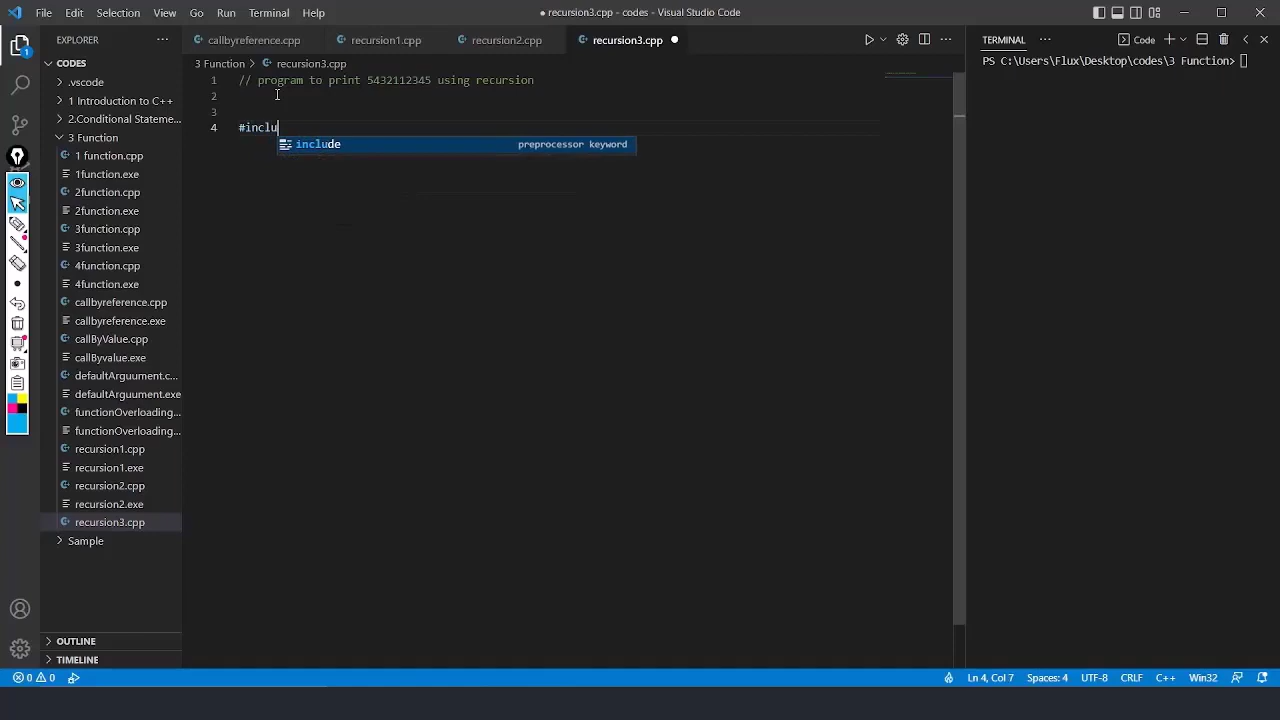 File Edit Selection View Go Run Terminal Help
● recursion3.cpp - codes - Visual Studio Code
EXPLORER
callbyreference.cpp
recursion1.cpp
recursion2.cpp
recursion3.cpp
TERMINAL
Code
CODES
.vscode
1 Introduction to C++
2.Conditional Stateme...
3 Function
1 function.cpp
1function.exe
2function.cpp
2function.exe
3function.cpp
3function.exe
4function.cpp
4function.exe
callbyreference.cpp
callbyreference.exe
callByValue.cpp
callByvalue.exe
defaultArguument.c...
defaultArguument.exe
functionOverloading...
functionOverloading...
recursion1.cpp
recursion1.exe
recursion2.cpp
recursion2.exe
recursion3.cpp
Sample
OUTLINE
TIMELINE
3 Function > recursion3.cpp
1 // program to print 5432112345 using recursion
2
3
4 #inclu
include preprocessor keyword
PS C:\Users\Flux\Desktop\codes\3 Function>
1
0 0
Ln 4, Col 7 Spaces: 4 UTF-8 CRLF C++ Win32